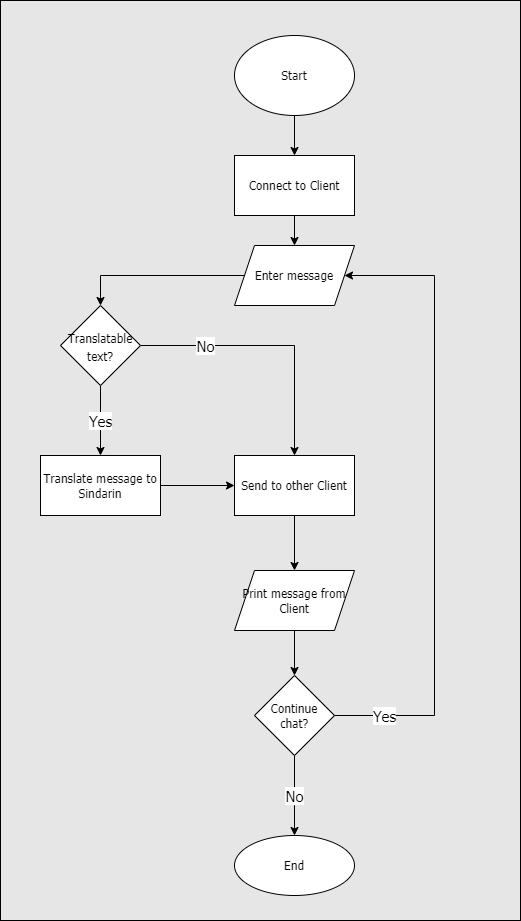 Start
Connect to Client
Enter message
Translatable
text?
No
Yes
Translate message to
Sindarin
Send to other Client
Print message from
Client
Continue
chat?
Yes
No
End